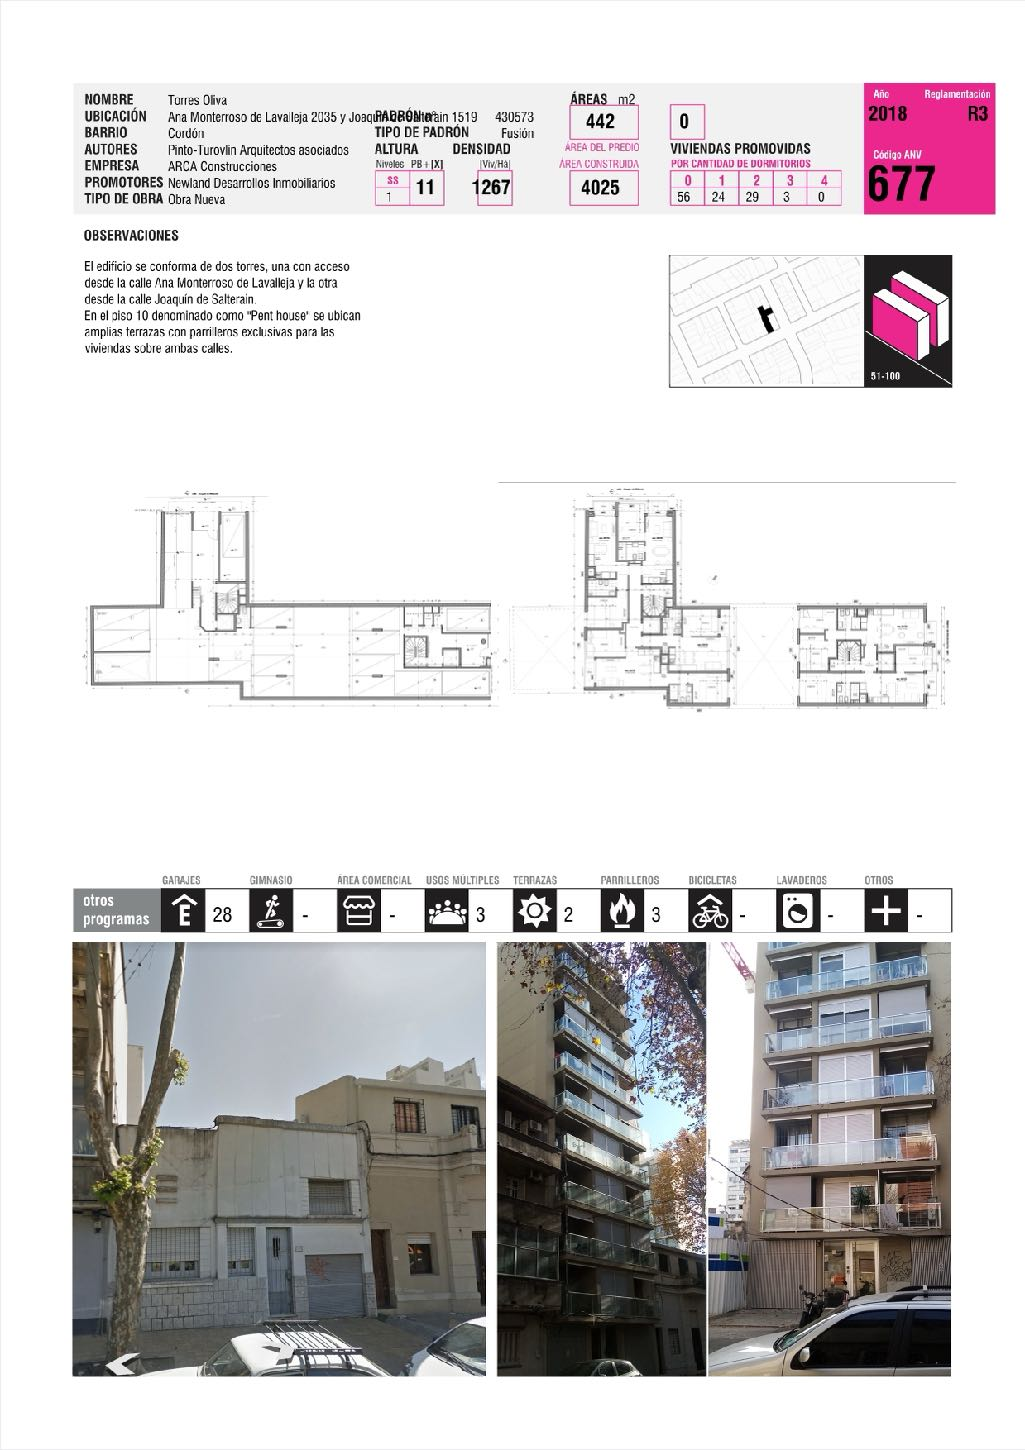 NOMBRE Torres Oliva
UBICACIÓN Ana Monterroso de Lavalleja 2035 y Joaquín de Salterain 1519
BARRIO Cordón
AUTORES Pinto-Turovlin Arquitectos asociados
EMPRESA ARCA Construcciones
PROMOTORES Newland Desarrollos Inmobiliarios
TIPO DE OBRA Obra Nueva
PADRÓN nº 430573
TIPO DE PADRÓN Fusión
ALTURA DENSIDAD
Niveles PB+[X] [Viv/Há]
SS
1
11
1267
ÁREAS m2
442
ÁREA DEL PREDIO
ÁREA CONSTRUIDA
4025
0
VIVIENDAS PROMOVIDAS
POR CANTIDAD DE DORMITORIOS
0 1 2 3 4
56 24 29 3 0
Año Reglamentación
2018 R3
Código ANV
677
OBSERVACIONES
El edificio se conforma de dos torres, una con acceso
desde la calle Ana Monterroso de Lavalleja y la otra
desde la calle Joaquín de Salterain.
En el piso 10 denominado como "Pent house" se ubican
amplias terrazas con parrilleros exclusivas para las
viviendas sobre ambas calles.
51-100
otros
programas
GARAJES GIMNASIO ÁREA COMERCIAL USOS MÚLTIPLES TERRAZAS PARRILLEROS BICICLETAS LAVADEROS OTROS
E 28 - - 3 2 3 - - -